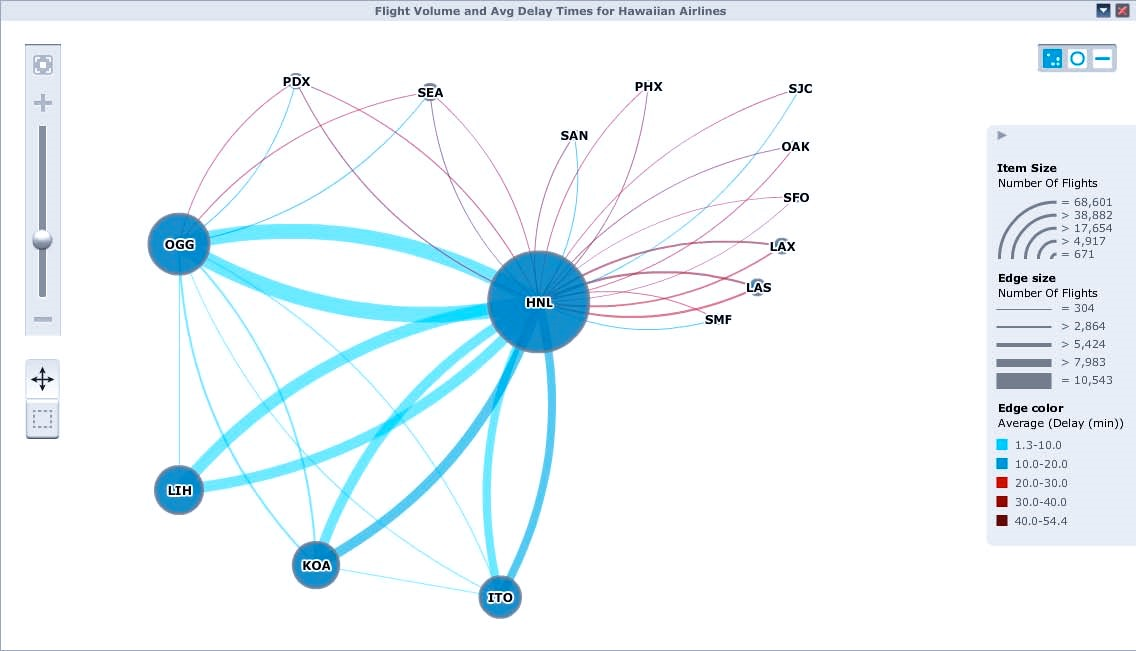 Flight Volume and Avg Delay Times for Hawaiian Airlines
PDX
SEA
PHX
SJC
SAN
OAK
SFO
OGG
LAX
HNL
LAS
SMF
LIH
KOA
ITO
Item Size
Number Of Flights
= 68,601
> 38,882
> 17,654
> 4,917
= 671
Edge size
Number Of Flights
= 304
> 2,864
> 5,424
> 7,983
= 10,543
Edge color
Average (Delay (min))
1.3-10.0
10.0-20.0
20.0-30.0
30.0-40.0
40.0-54.4